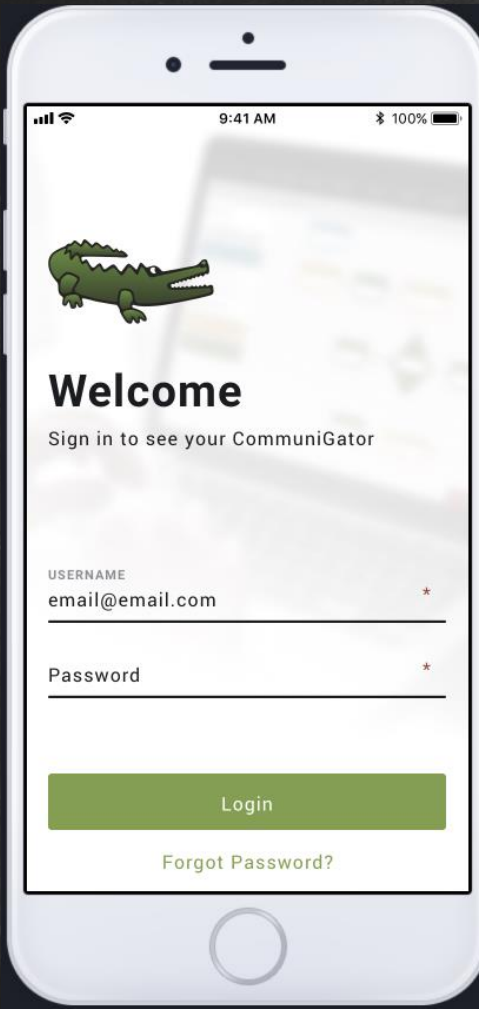 9:41 AM
100%
Welcome
Sign in to see your CommuniGator
USERNAME
email@email.com *
Password *
Login
Forgot Password?